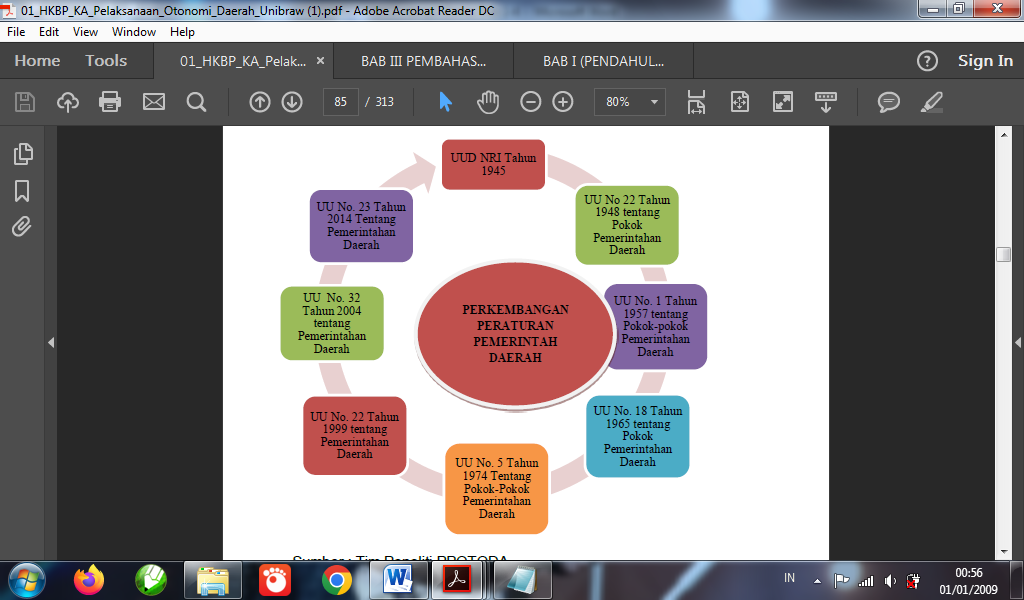 01_HKBP_KA_Pelaksanaan_Otonomi_Daerah_Unibraw (1).pdf - Adobe Acrobat Reader DC
File Edit View Window Help
Home Tools 01_HKBP_KA_Pelak... × BAB III PEMBAHAS... BAB I (PENDAHUL... Sign In
85 / 313 80%
UUD NRI Tahun
1945
UU No 22 Tahun
1948 tentang
Pokok
Pemerintahan
Daerah
UU No. 1 Tahun
1957 tentang
Pokok-pokok
Pemerintahan
Daerah
UU No. 18 Tahun
1965 tentang
Pokok
Pemerintahan
Daerah
UU No. 5 Tahun
1974 Tentang
Pokok-Pokok
Pemerintahan
Daerah
UU No. 22 Tahun
1999 tentang
Pemerintahan
Daerah
UU No. 32
Tahun 2004
tentang
Pemerintahan
Daerah
UU No. 23 Tahun
2014 Tentang
Pemerintahan
Daerah
PERKEMBANGAN
PERATURAN
PEMERINTAH
DAERAH
Sumber : Tim Peneliti PROTODA
IN 00:56
01/01/2009